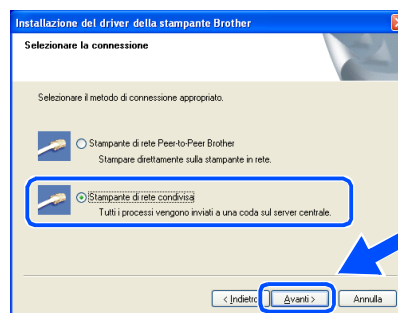 Installazione del driver della stampante Brother
Selezionare la connessione
Selezionare il metodo di connessione appropriato.
Stampante di rete Peer-to-Peer Brother
Stampare direttamente sulla stampante in rete.
Stampante di rete condivisa
Tutti i processi vengono inviati a una coda sul server centrale.
< Indietro Avanti > Annulla